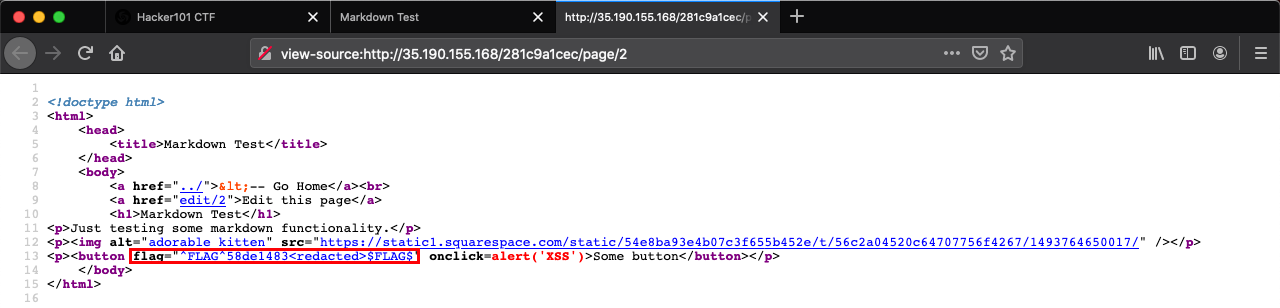 Hacker101 CTF
Markdown Test
http://35.190.155.168/281c9a1cec/p
view-source:http://35.190.155.168/281c9a1cec/page/2
1
2 <!doctype html>
3 <html>
4 <head>
5 <title>Markdown Test</title>
6 </head>
7 <body>
8 <a href="../">&lt;-- Go Home</a><br>
9 <a href="edit/2">Edit this page</a>
10 <h1>Markdown Test</h1>
11 <p>Just testing some markdown functionality.</p>
12 <p><img alt="adorable kitten" src="https://static1.squarespace.com/static/54e8ba93e4b07c3f655b452e/t/56c2a04520c64707756f4267/1493764650017/" /></p>
13 <p><button flag="^FLAG^58de1483<redacted>$FLAG$" onclick=alert('XSS')>Some button</button></p>
14 </body>
15 </html>
16